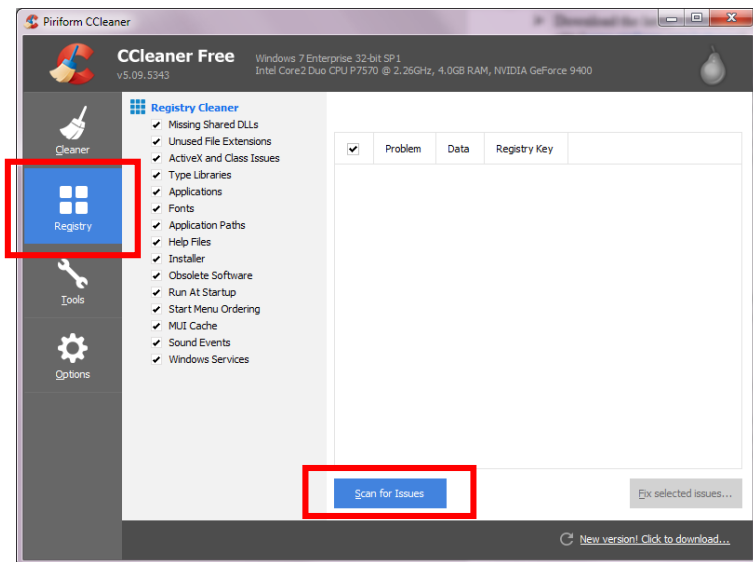 Piriform CCleaner
CCleaner Free
v5.09.5343
Windows 7 Enterprise 32-bit SP1
Intel Core2 Duo CPU P7570 @ 2.26GHz, 4.0GB RAM, NVIDIA GeForce 9400
Cleaner
Registry
Tools
Options
Registry Cleaner
Missing Shared DLLs
Unused File Extensions
ActiveX and Class Issues
Type Libraries
Applications
Fonts
Application Paths
Help Files
Installer
Obsolete Software
Run At Startup
Start Menu Ordering
MUI Cache
Sound Events
Windows Services
Problem Data Registry Key
Scan for Issues
Fix selected issues...
New version! Click to download...